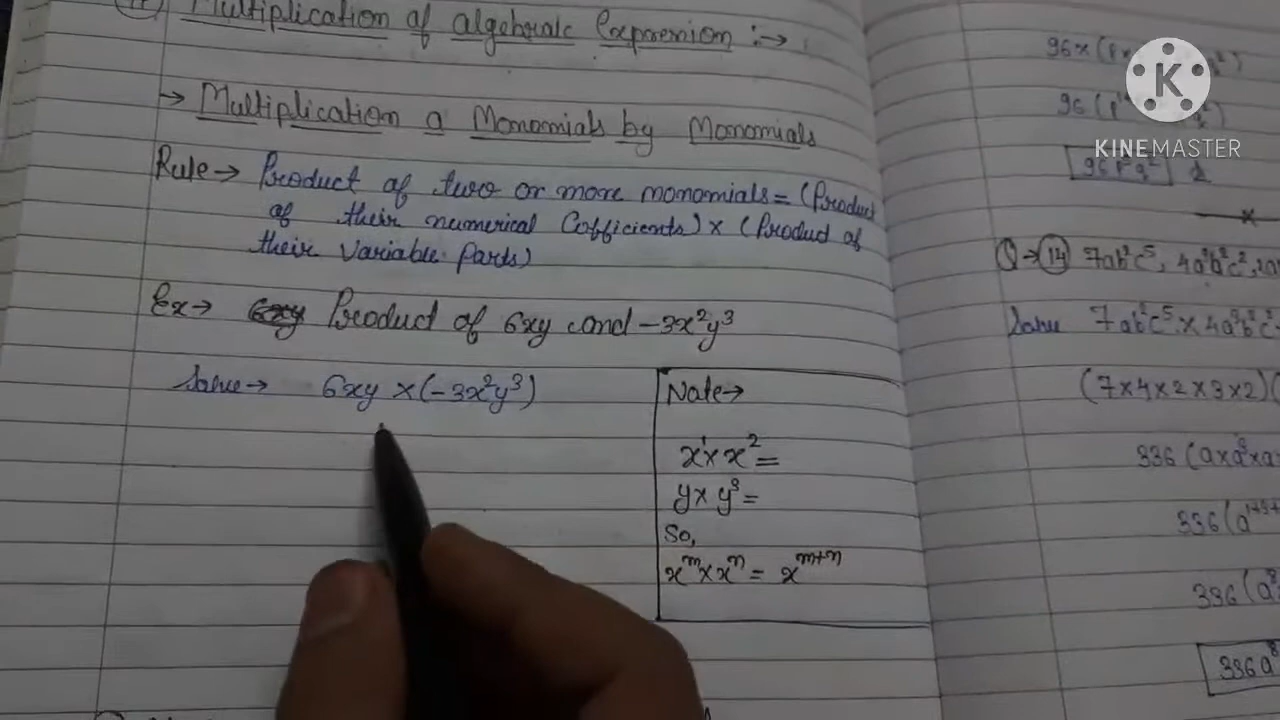 Multiplication of algebraic Expression :→
→ Multiplication a Monomials by Monomials
Rule → Product of two or more monomials = (Product
of their numerical Cofficients) × (Product of
their Variable Parts)
Ex → Product of 6xy and -3x²y³
Solve → 6xy × (-3x²y³)
Note →
x¹ × x² =
y × y³ =
So,
xᵐ × xⁿ = xᵐ⁺ⁿ
96 x (
96 (
Q → 14 7ab²c⁵,
Solve
(7×4×2×3×2)(
336 (a×a
336 (a
336 (a
336 a⁸
K
KINEMASTER